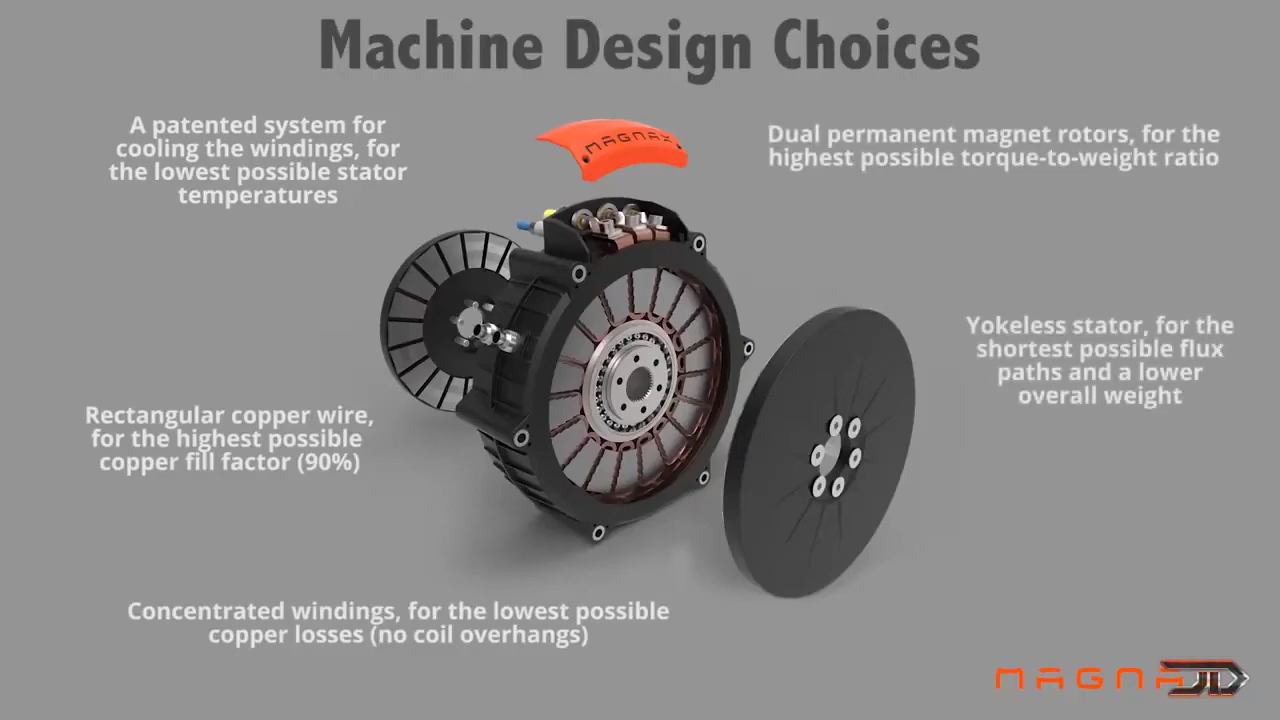 Machine Design Choices
A patented system for
cooling the windings, for
the lowest possible stator
temperatures
MAGNAX
Dual permanent magnet rotors, for the
highest possible torque-to-weight ratio
Yokeless stator, for the
shortest possible flux
paths and a lower
overall weight
Rectangular copper wire,
for the highest possible
copper fill factor (90%)
Concentrated windings, for the lowest possible
copper losses (no coil overhangs)
MAGNA